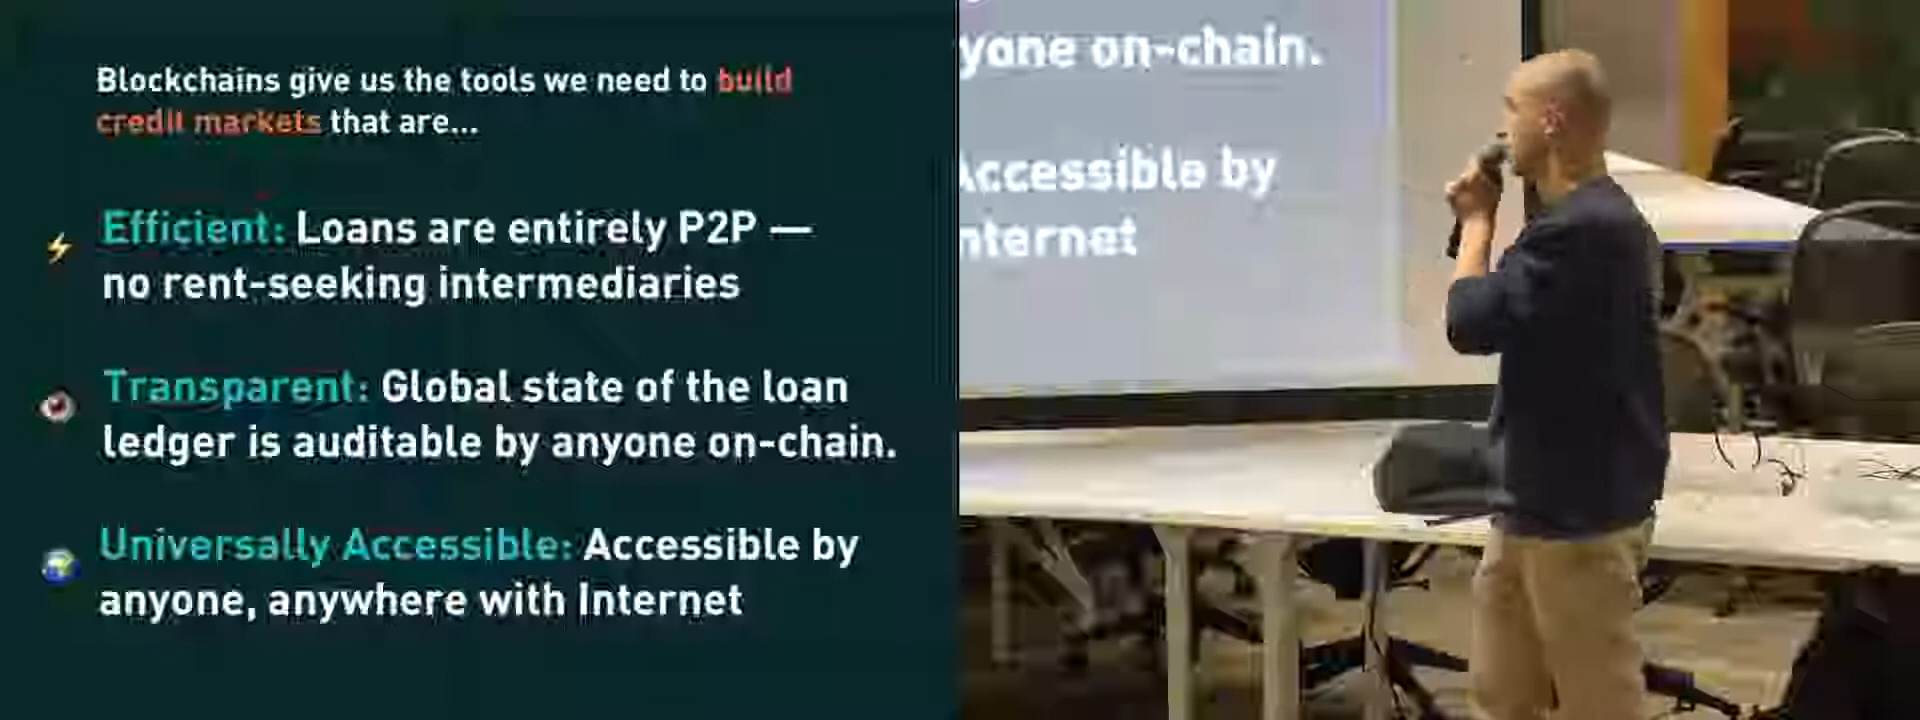 Blockchains give us the tools we need to build
credit markets that are...
Efficient: Loans are entirely P2P —
no rent-seeking intermediaries
Transparent: Global state of the loan
ledger is auditable by anyone on-chain.
Universally Accessible: Accessible by
anyone, anywhere with Internet
yone on-chain.
Accessible by
nternet